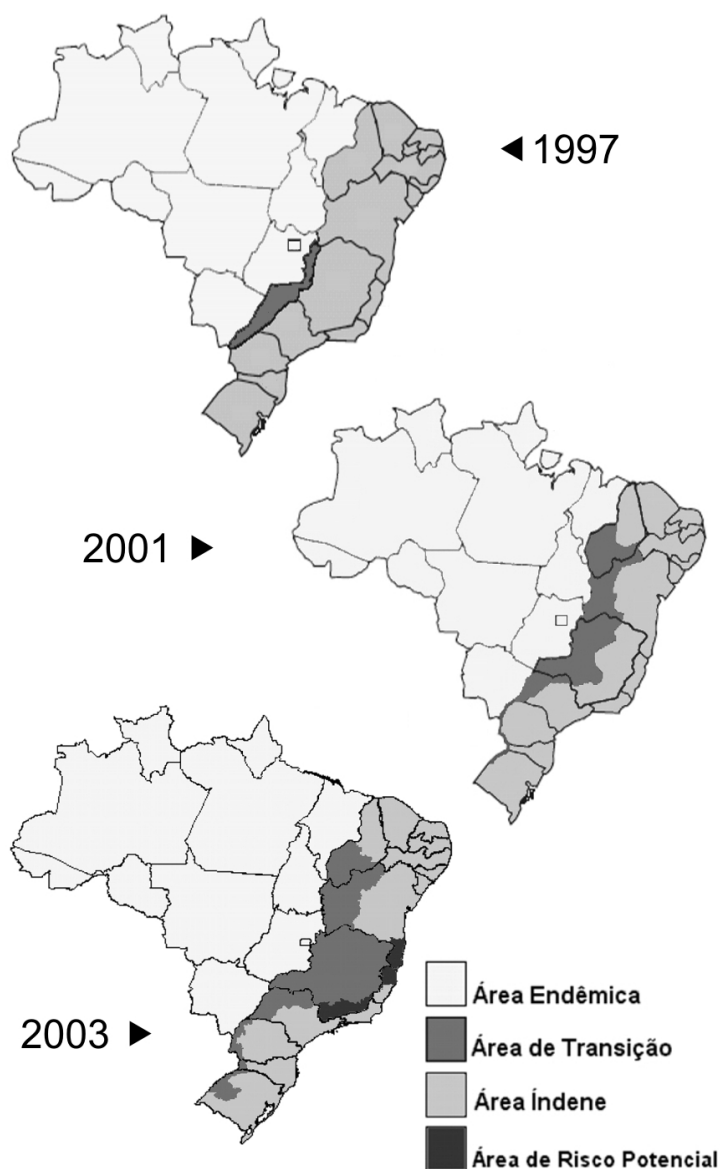 ◄ 1997
2001 ►
2003 ►
Área Endêmica
Área de Transição
Área Índene
Área de Risco Potencial